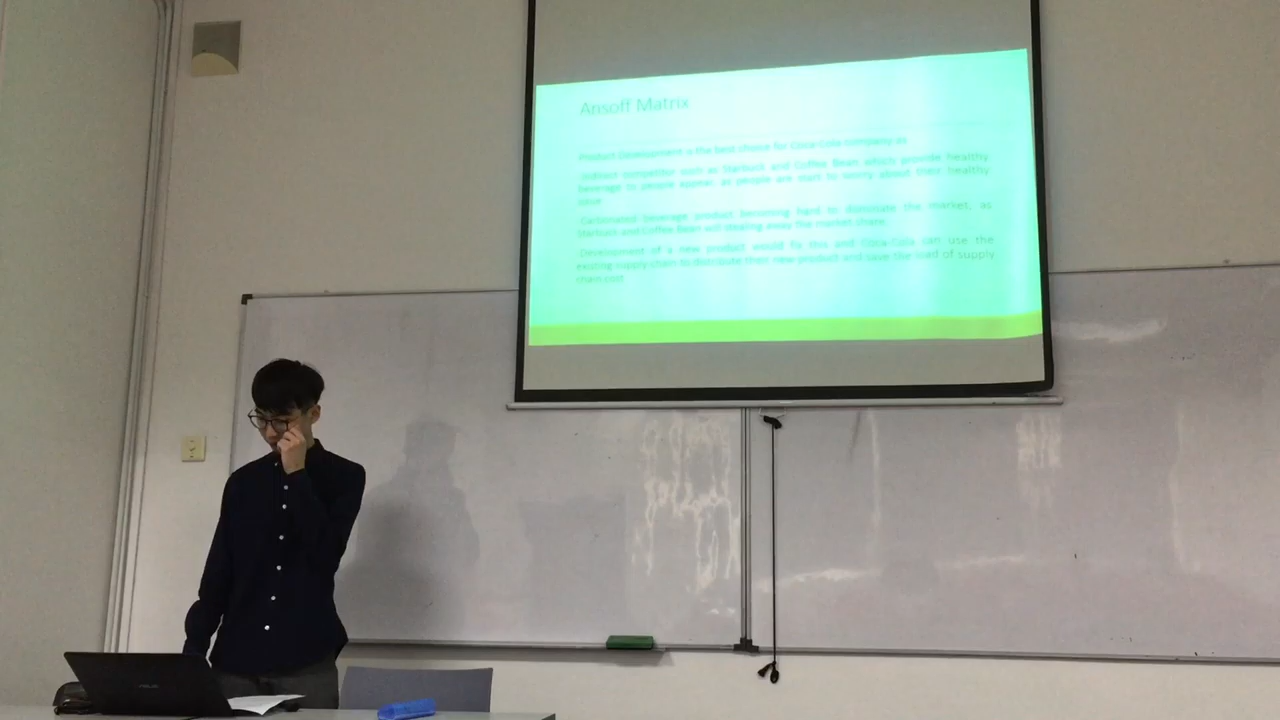 Ansoff Matrix
Product Development is the best choice for Coca-Cola company as
Indirect competitor such as Starbuck and Coffee Bean which provide healthy
beverage to people easier, as people are start to worry about their healthy
issue
Carbonated beverage product becoming hard to dominate the market, as
Starbuck and Coffee Bean will stealing away the market share
Development of a new product would fix this and Coca-Cola can use the
existing supply chain to distribute their new product and save the load of supply
chain cost
ASUS